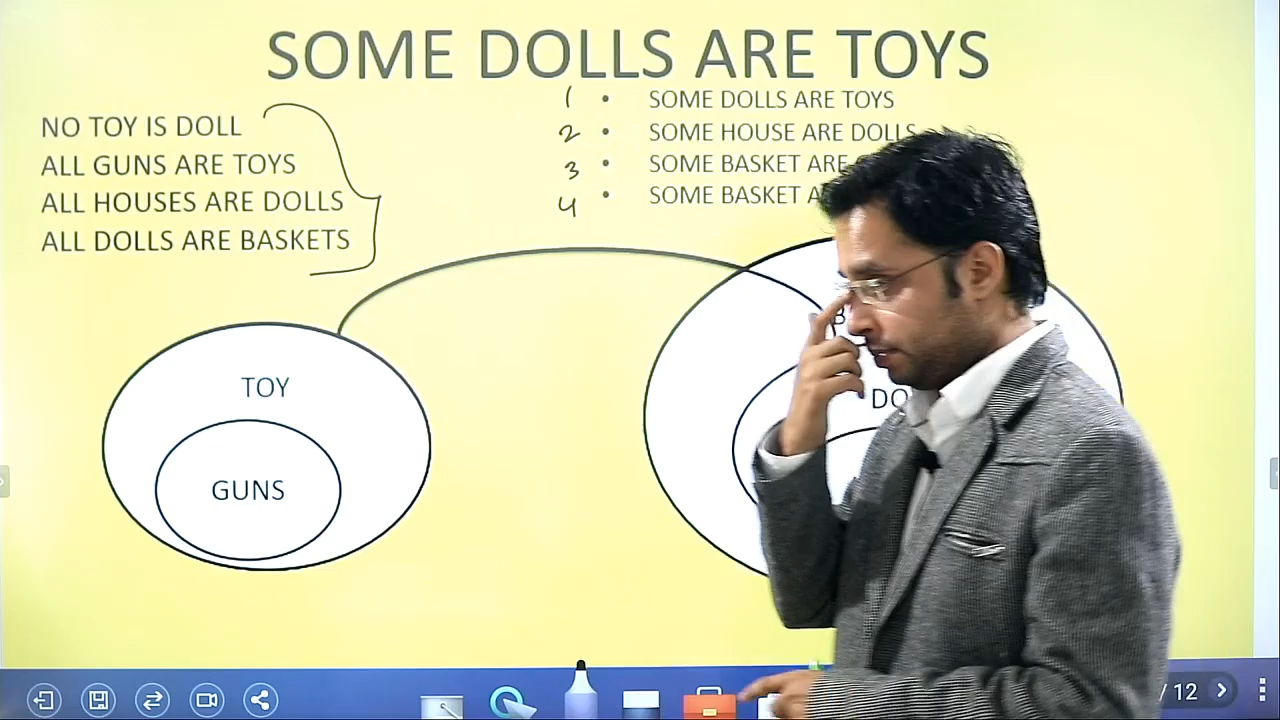 SOME DOLLS ARE TOYS
NO TOY IS DOLL
ALL GUNS ARE TOYS
ALL HOUSES ARE DOLLS
ALL DOLLS ARE BASKETS
1 • SOME DOLLS ARE TOYS
2 • SOME HOUSE ARE DOLLS
3 • SOME BASKET ARE
4 • SOME BASKET
TOY
GUNS
/ 12